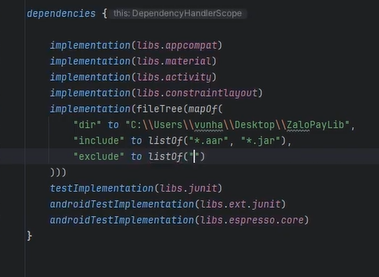 dependencies { this: DependencyHandlerScope
implementation(libs.appcompat)
implementation(libs.material)
implementation(libs.activity)
implementation(libs.constraintlayout)
implementation(fileTree(mapOf(
"dir" to "C:\\Users\\vunha\\Desktop\\ZaloPayLib",
"include" to listOf("*.aar", "*.jar"),
"exclude" to listOf("")
)))
testImplementation(libs.junit)
androidTestImplementation(libs.ext.junit)
androidTestImplementation(libs.espresso.core)
}